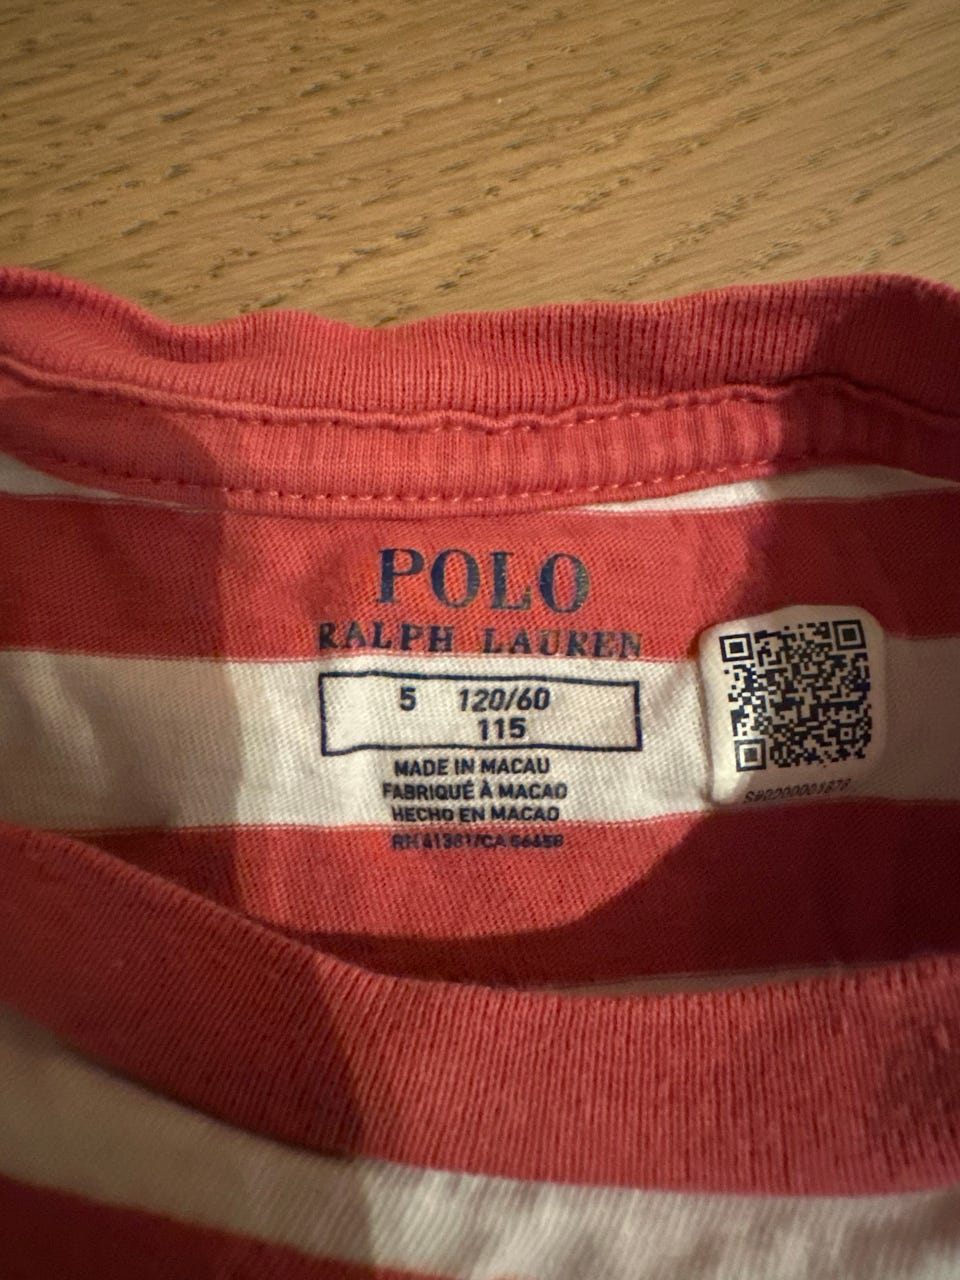 POLO
RALPH LAUREN
5 120/60
115
MADE IN MACAU
FABRIQUÉ À MACAO
HECHO EN MACAO